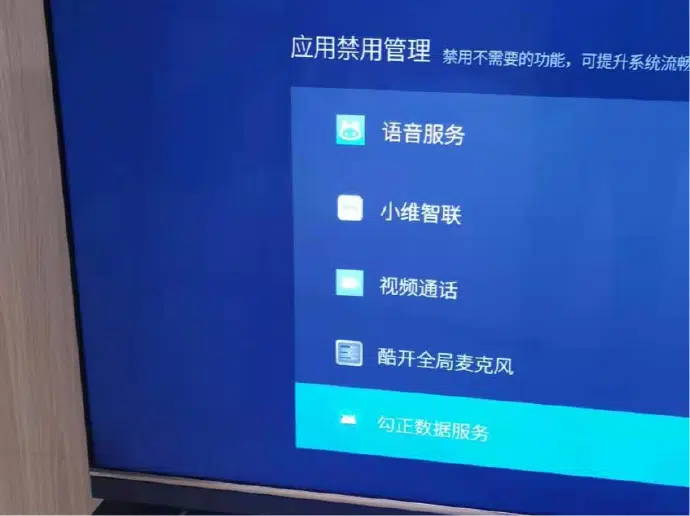 应用禁用管理 禁用不需要的功能，可提升系统流畅
语音服务
小维智联
视频通话
酷开全局麦克风
勾正数据服务